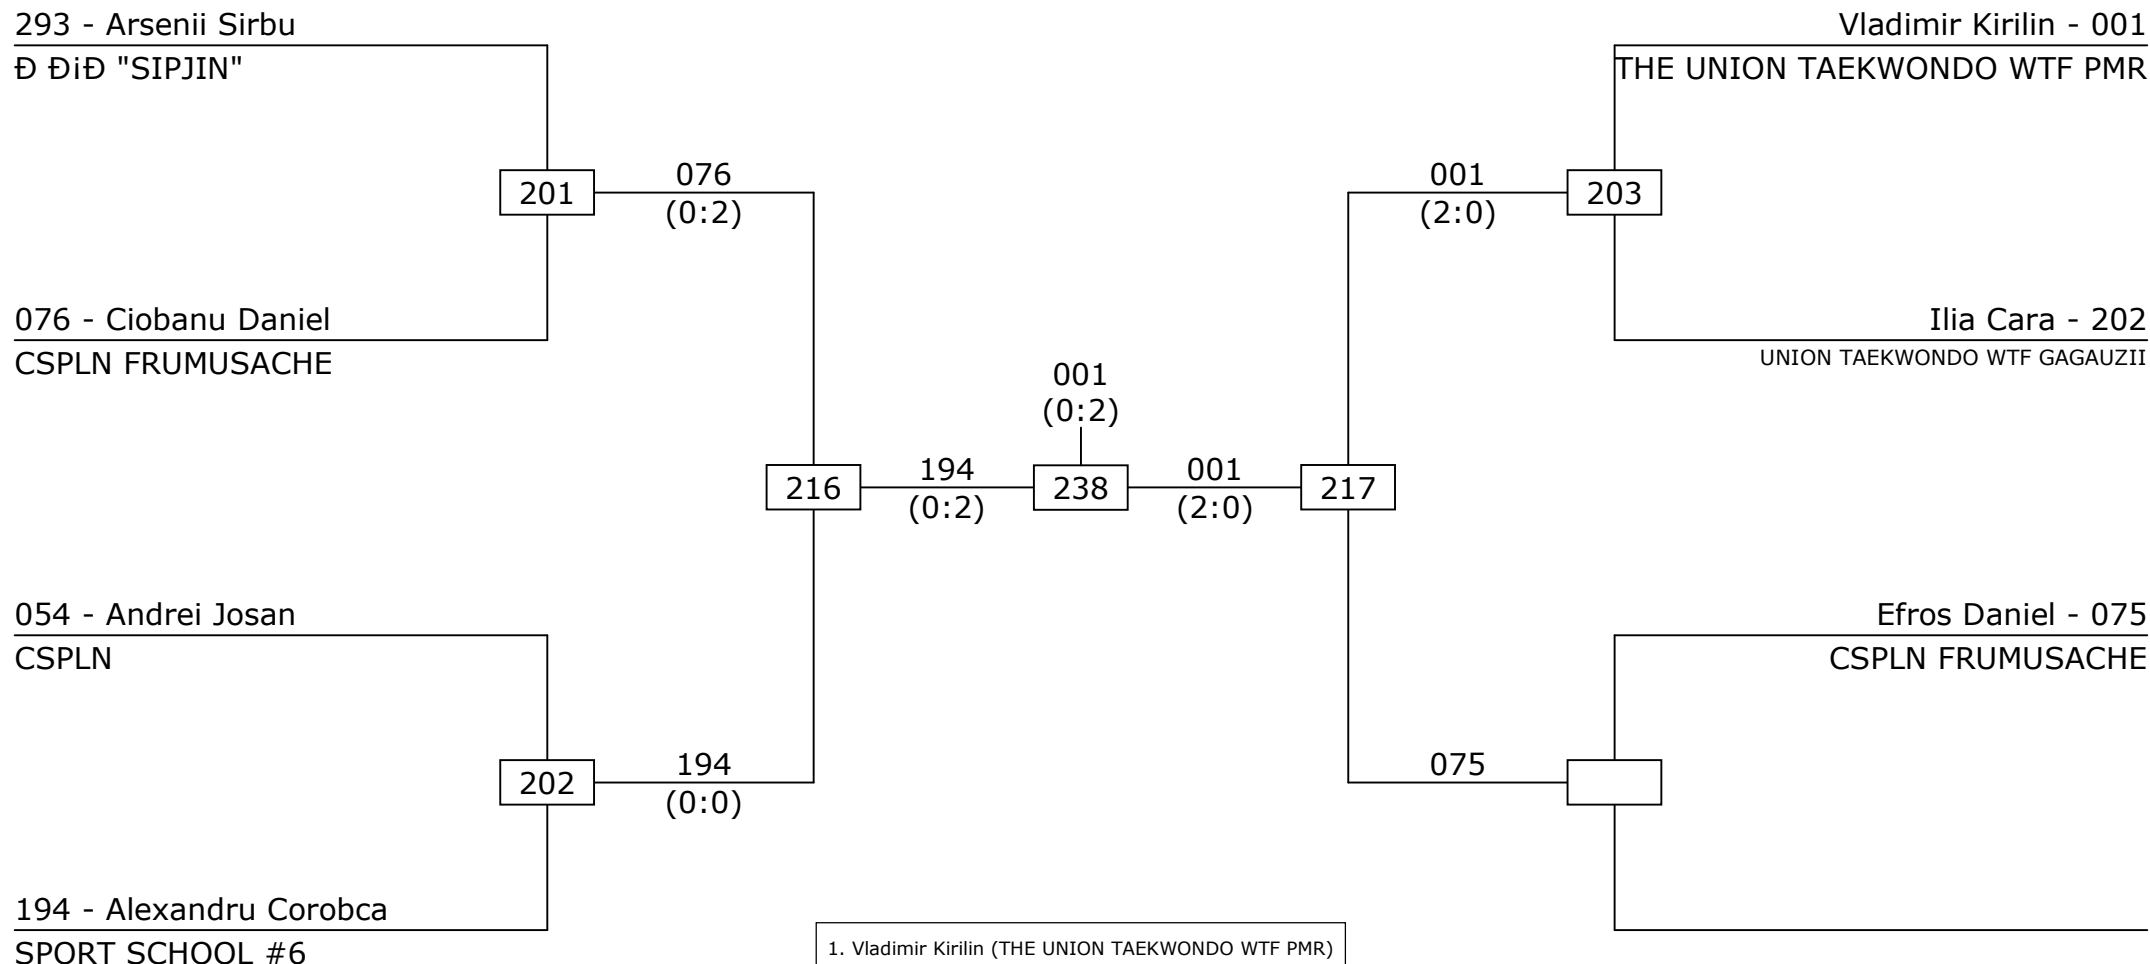 293 - Arsenii Sirbu
Ð ÐiÐ "SIPJIN"
201
076
(0:2)
076 - Ciobanu Daniel
CSPLN FRUMUSACHE
216
194
(0:2)
054 - Andrei Josan
CSPLN
202
194
(0:0)
194 - Alexandru Corobca
SPORT SCHOOL #6
001
(0:2)
238
Vladimir Kirilin - 001
THE UNION TAEKWONDO WTF PMR
001
(2:0)
203
Ilia Cara - 202
UNION TAEKWONDO WTF GAGAUZII
001
(2:0)
217
Efros Daniel - 075
CSPLN FRUMUSACHE
075
1. Vladimir Kirilin (THE UNION TAEKWONDO WTF PMR)